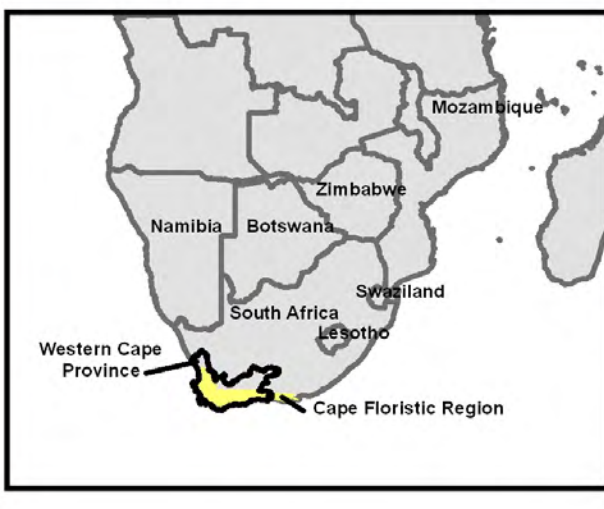 Mozambique
Zimbabwe
Namibia
Botswana
Swaziland
South Africa
Lesotho
Western Cape
Province
Cape Floristic Region